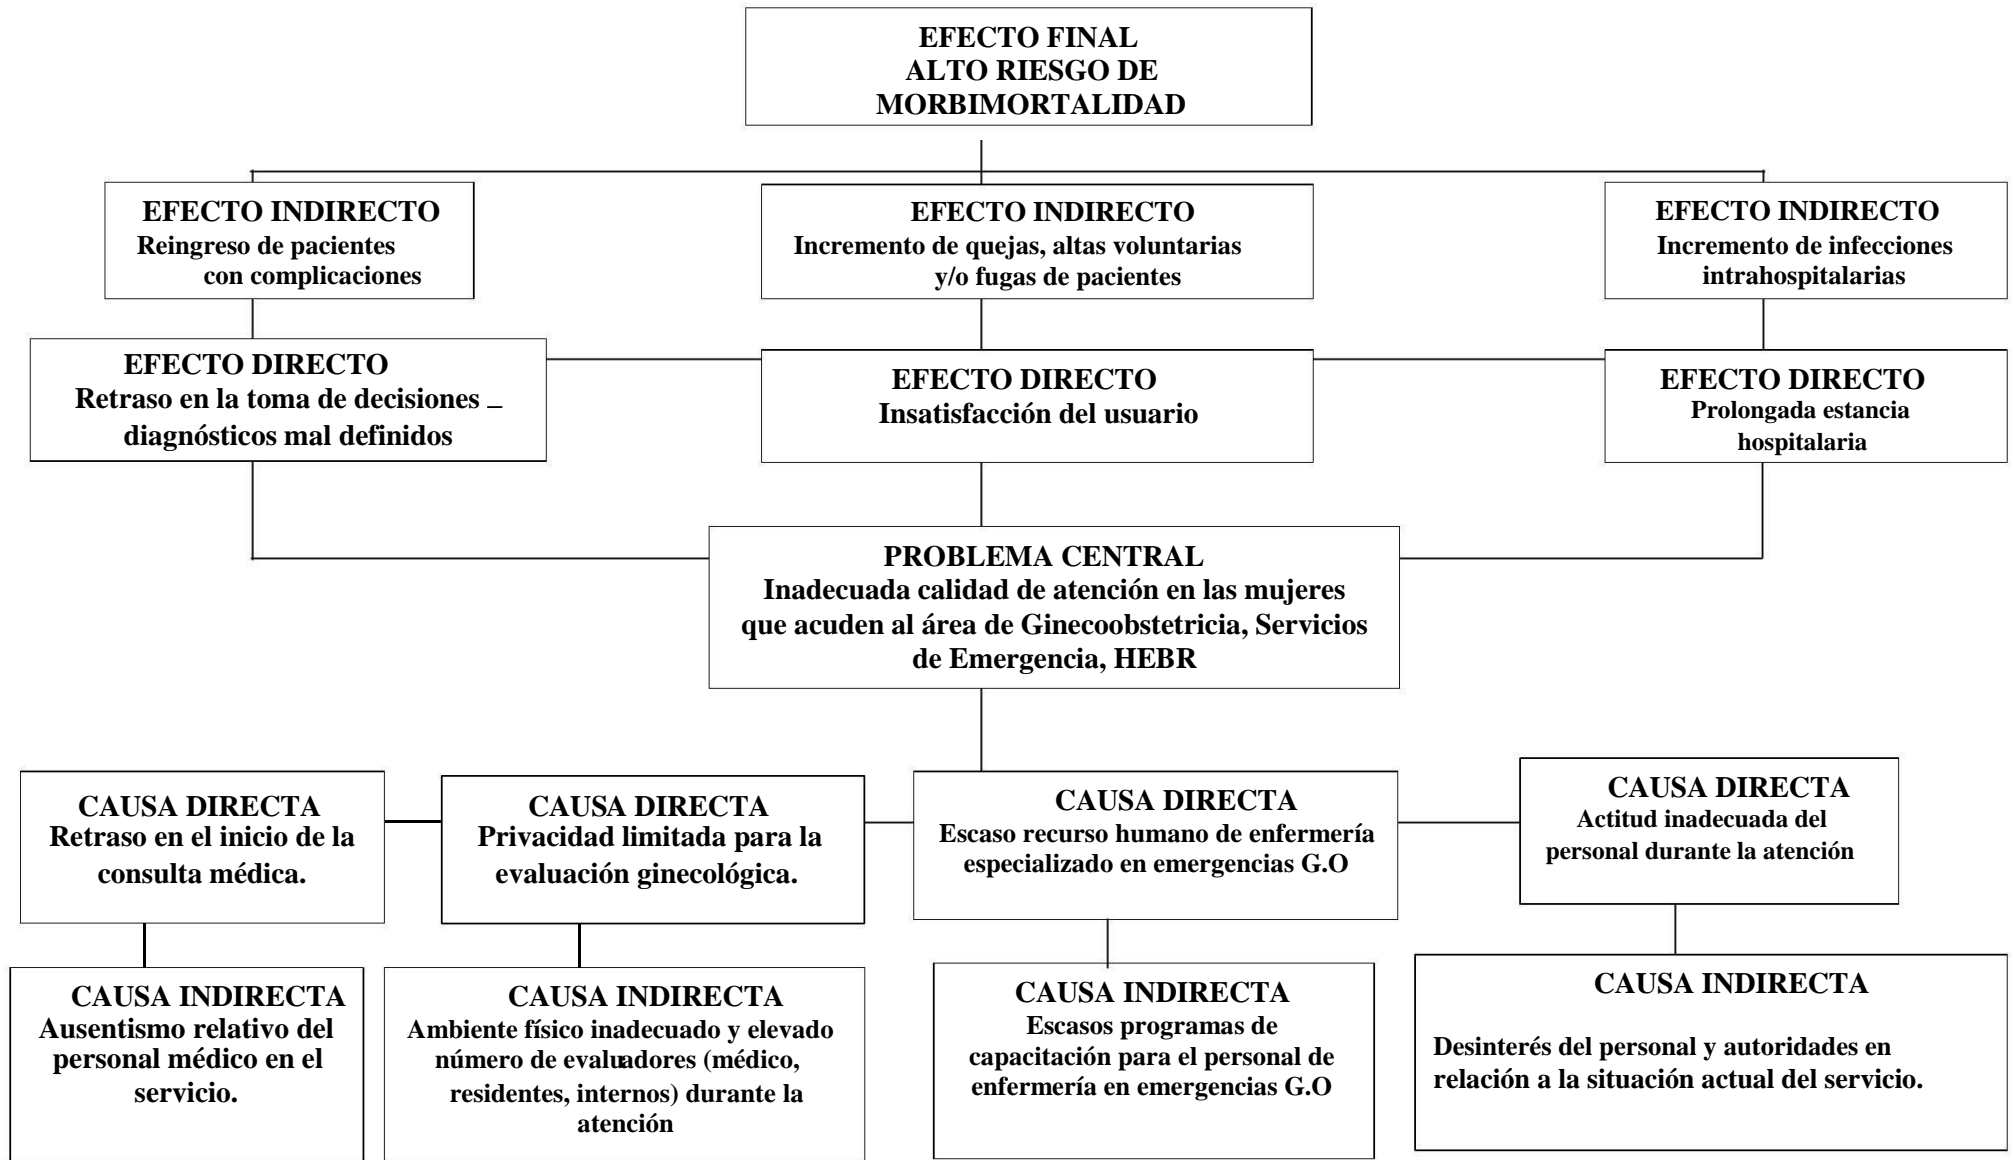 EFECTO FINAL
ALTO RIESGO DE
MORBIMORTALIDAD
EFECTO INDIRECTO
Reingreso de pacientes
con complicaciones
EFECTO INDIRECTO
Incremento de quejas, altas voluntarias
y/o fugas de pacientes
EFECTO INDIRECTO
Incremento de infecciones
intrahospitalarias
EFECTO DIRECTO
Retraso en la toma de decisiones _
diagnósticos mal definidos
EFECTO DIRECTO
Insatisfacción del usuario
EFECTO DIRECTO
Prolongada estancia
hospitalaria
PROBLEMA CENTRAL
Inadecuada calidad de atención en las mujeres
que acuden al área de Ginecoobstetricia, Servicios
de Emergencia, HEBR
CAUSA DIRECTA
Retraso en el inicio de la
consulta médica.
CAUSA DIRECTA
Privacidad limitada para la
evaluación ginecológica.
CAUSA DIRECTA
Escaso recurso humano de enfermería
especializado en emergencias G.O
CAUSA DIRECTA
Actitud inadecuada del
personal durante la atención
CAUSA INDIRECTA
Ausentismo relativo del
personal médico en el
servicio.
CAUSA INDIRECTA
Ambiente físico inadecuado y elevado
número de evaluadores (médico,
residentes, internos) durante la
atención
CAUSA INDIRECTA
Escasos programas de
capacitación para el personal de
enfermería en emergencias G.O
CAUSA INDIRECTA
Desinterés del personal y autoridades en
relación a la situación actual del servicio.